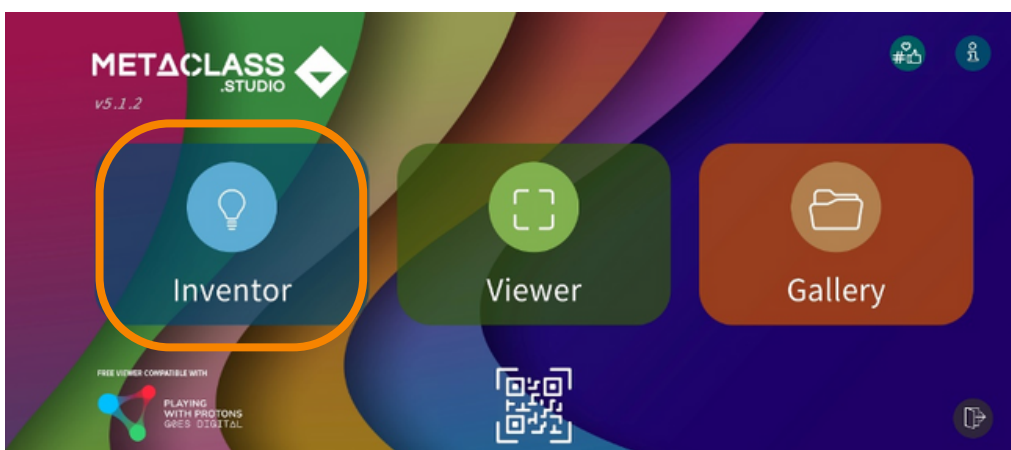 METACLASS
.STUDIO
v5.1.2
#
Inventor
Viewer
Gallery
FREE VIEWER COMPATIBLE WITH
PLAYING
WITH PROTONS
GOES DIGITAL